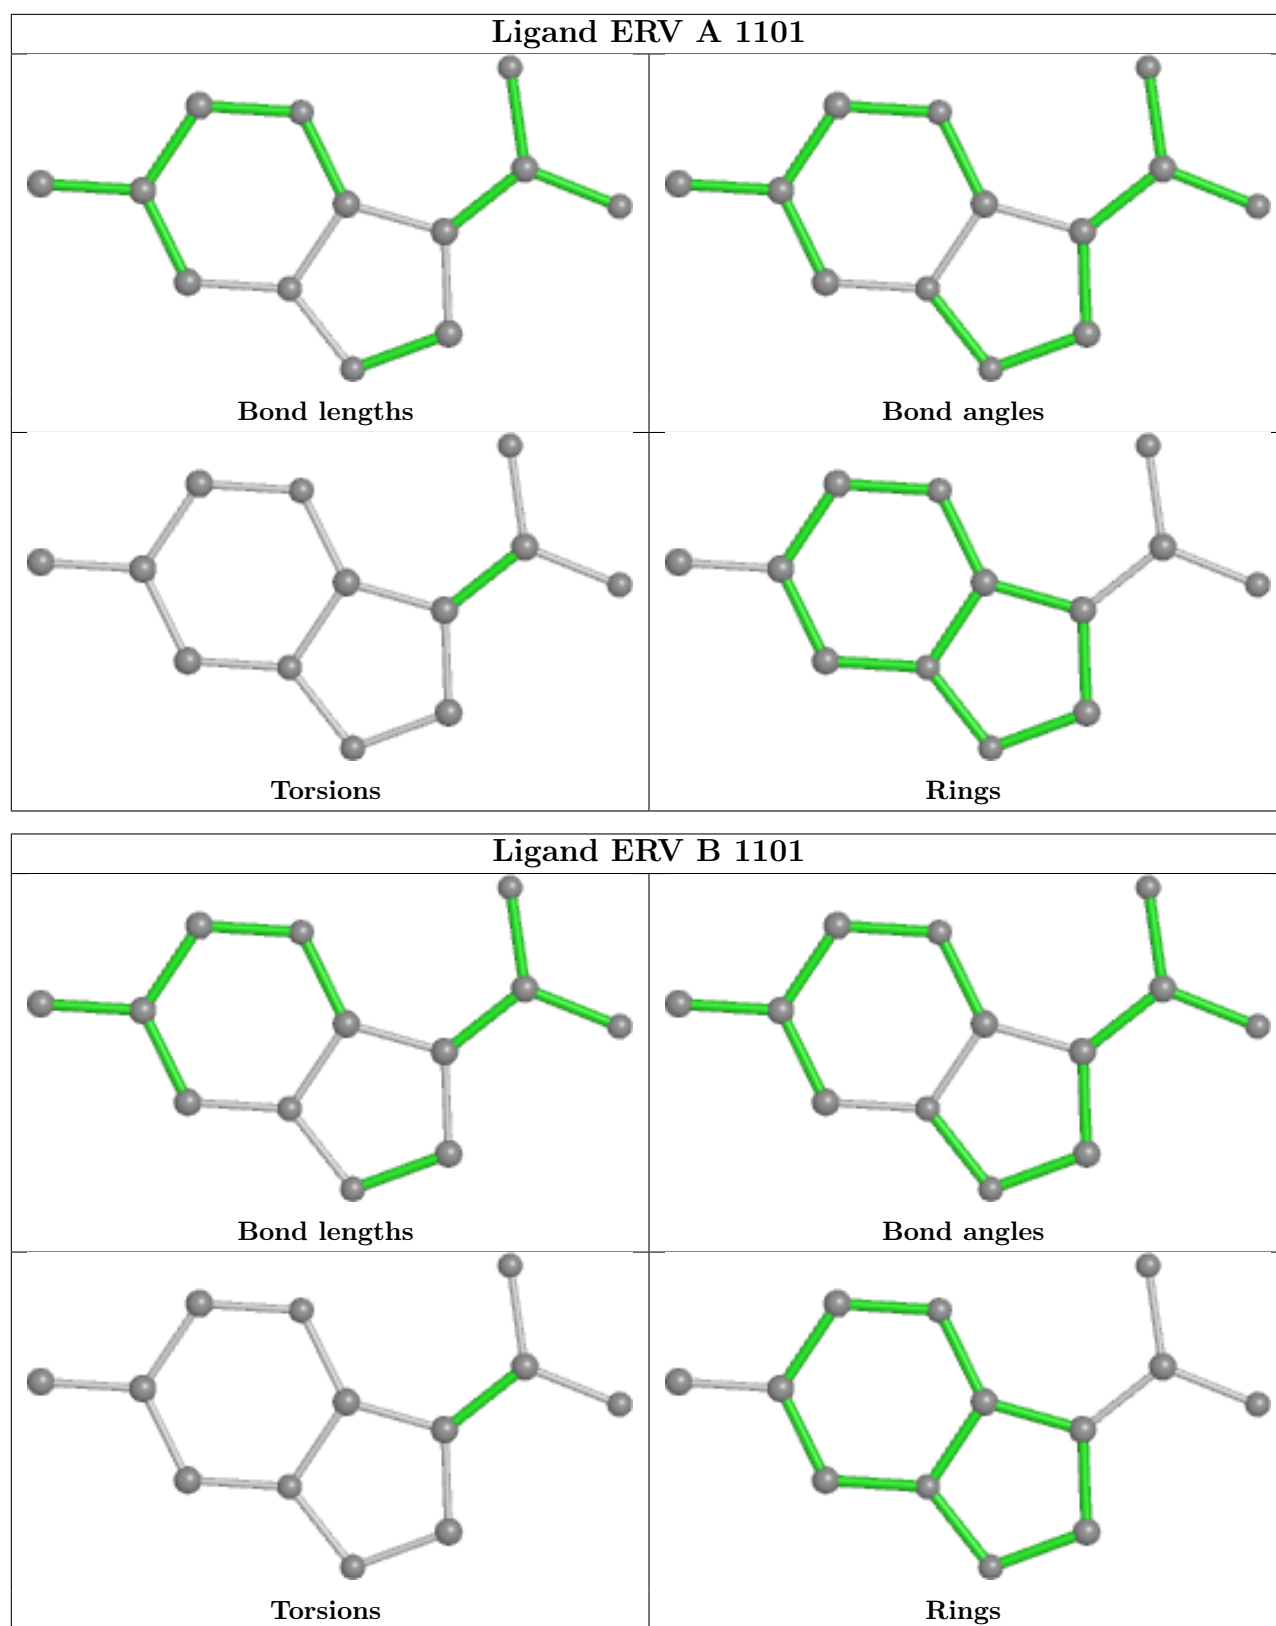 Ligand ERV A 1101
Bond lengths
Bond angles
Torsions
Rings
Ligand ERV B 1101
Bond lengths
Bond angles
Torsions
Rings